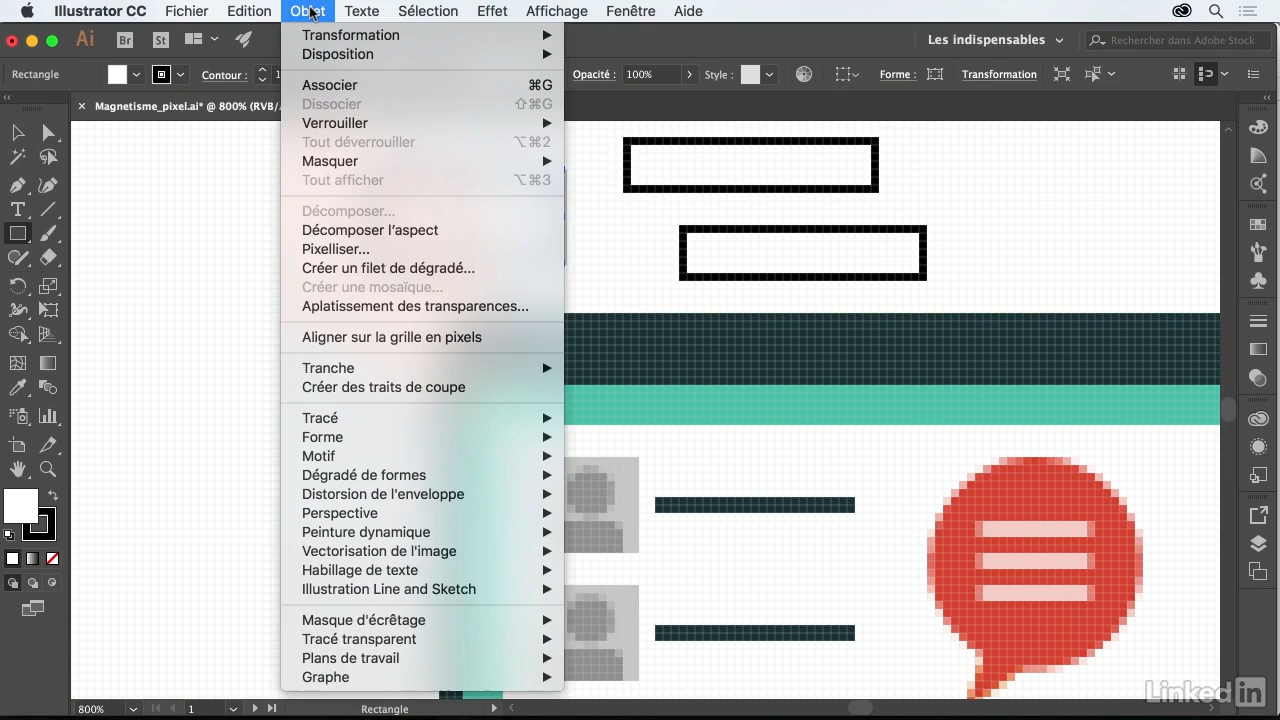 Illustrator CC Fichier Edition Objet Texte Sélection Effet Affichage Fenêtre Aide
Ai Br St Les indispensables Rechercher dans Adobe Stock
Rectangle Contour : 1 Opacité : 100% Style : Forme : Transformation
× Magnetisme_pixel.ai* @ 800% (RVB/
Transformation
Disposition
Associer ⌘G
Dissocier ⇧⌘G
Verrouiller
Tout déverrouiller ⌥⌘2
Masquer
Tout afficher ⌥⌘3
Décomposer...
Décomposer l'aspect
Pixelliser...
Créer un filet de dégradé...
Créer une mosaïque...
Aplatissement des transparences...
Aligner sur la grille en pixels
Tranche
Créer des traits de coupe
Tracé
Forme
Motif
Dégradé de formes
Distorsion de l'enveloppe
Perspective
Peinture dynamique
Vectorisation de l'image
Habillage de texte
Illustration Line and Sketch
Masque d'écrêtage
Tracé transparent
Plans de travail
Graphe
Linked in
800% 1 Rectangle